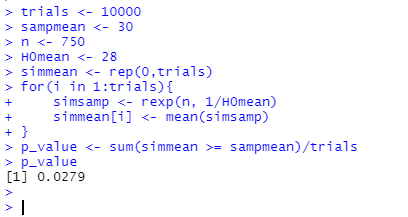 > trials <- 10000
> sampmean <- 30
> n <- 750
> H0mean <- 28
> simmean <- rep(0,trials)
> for(i in 1:trials){
+     simsamp <- rexp(n, 1/H0mean)
+     simmean[i] <- mean(simsamp)
+ }
> p_value <- sum(simmean >= sampmean)/trials
> p_value
[1] 0.0279
>
>